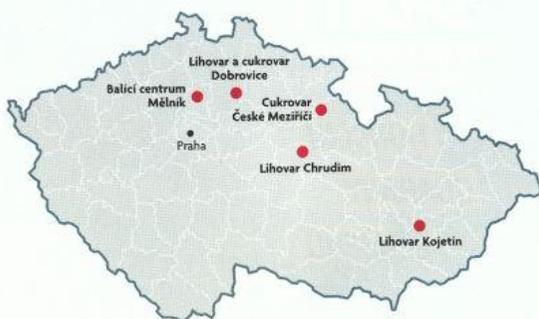 Lihovar a cukrovar
Dobrovice
Balicí centrum
Mělník
Cukrovar
České Meziříčí
Praha
Lihovar Chrudim
Lihovar Kojetín